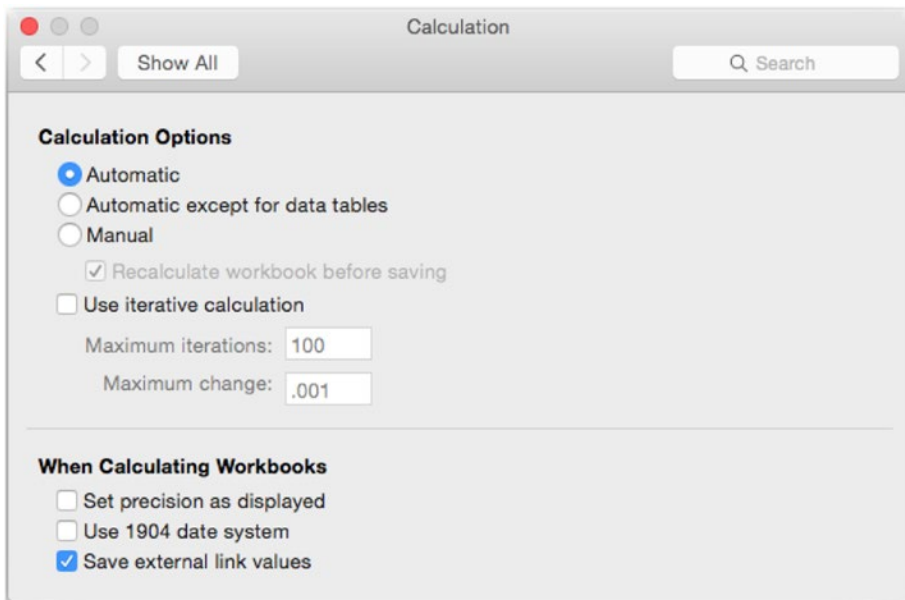 Calculation
Show All
Search
Calculation Options
Automatic
Automatic except for data tables
Manual
Recalculate workbook before saving
Use iterative calculation
Maximum iterations: 100
Maximum change: .001
When Calculating Workbooks
Set precision as displayed
Use 1904 date system
Save external link values